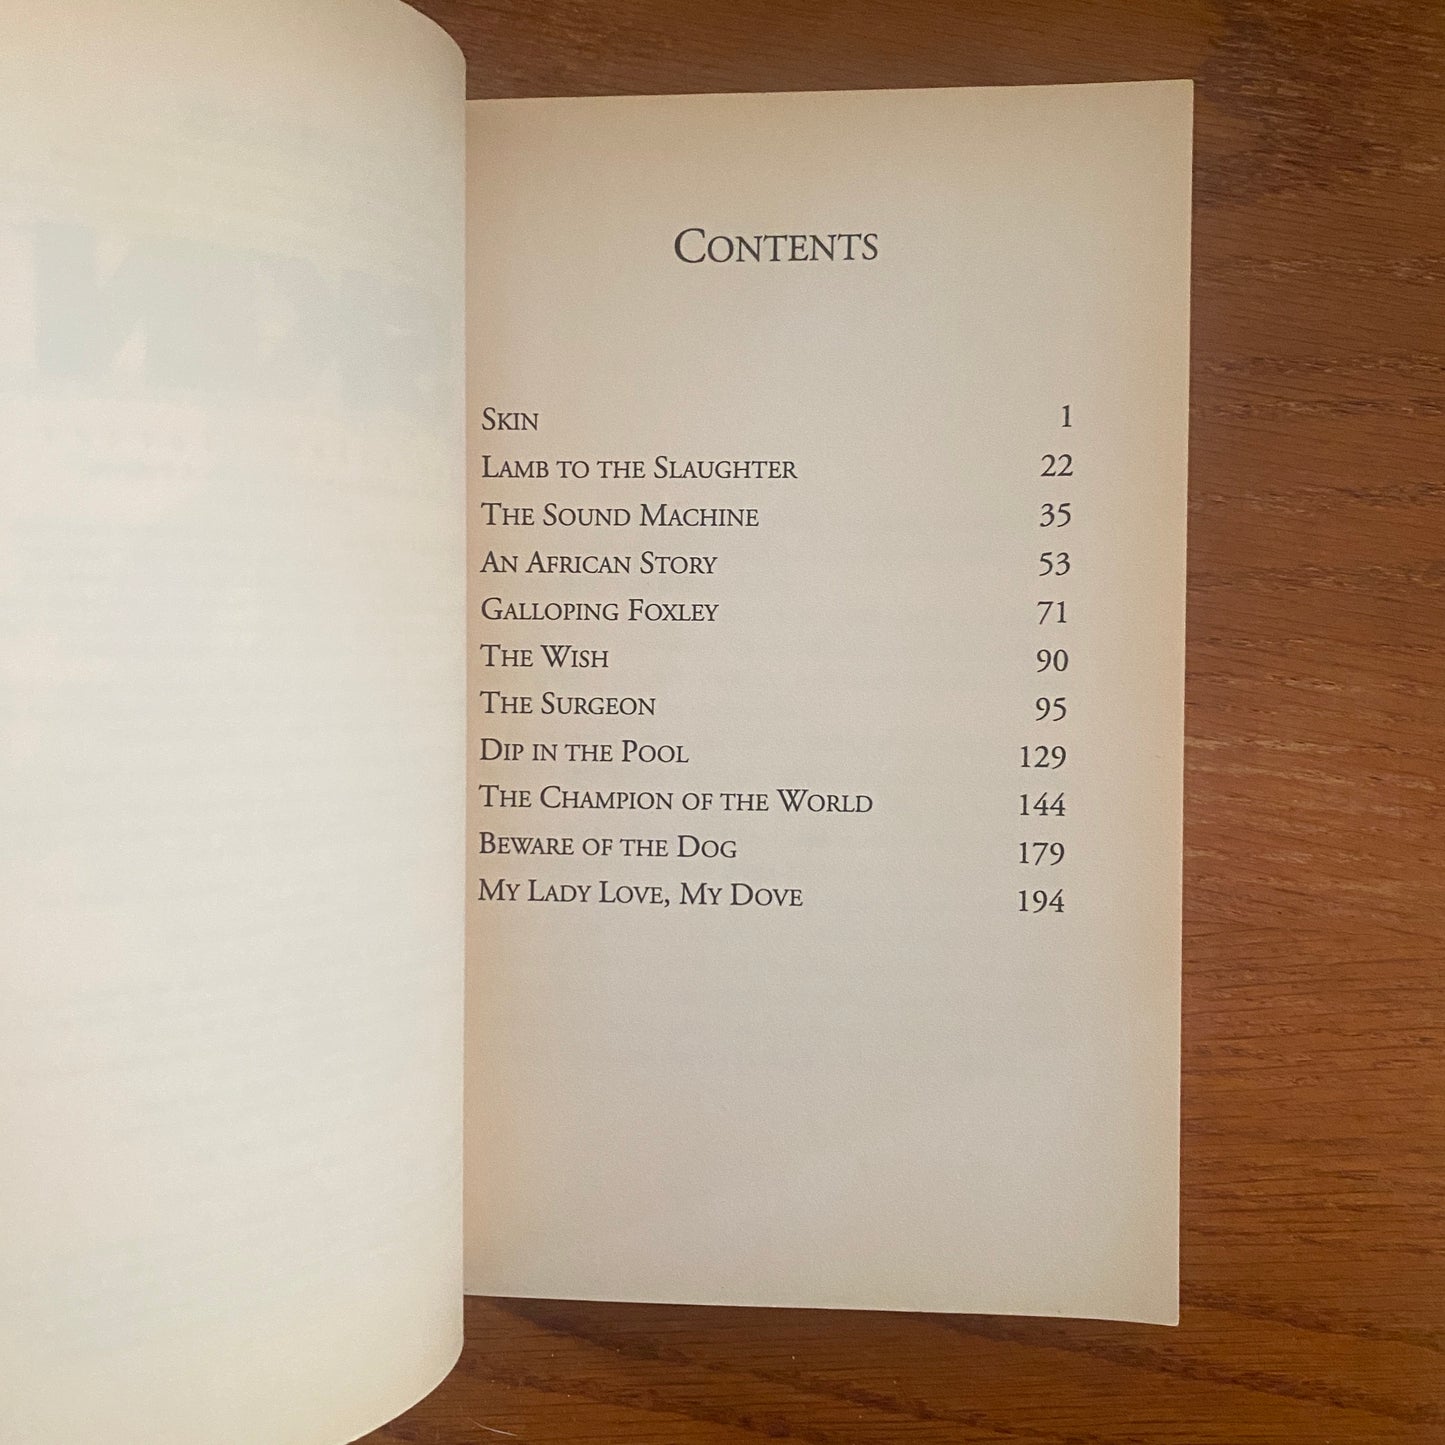 CONTENTS
SKIN 1
LAMB TO THE SLAUGHTER 22
THE SOUND MACHINE 35
AN AFRICAN STORY 53
GALLOPING FOXLEY 71
THE WISH 90
THE SURGEON 95
DIP IN THE POOL 129
THE CHAMPION OF THE WORLD 144
BEWARE OF THE DOG 179
MY LADY LOVE, MY DOVE 194